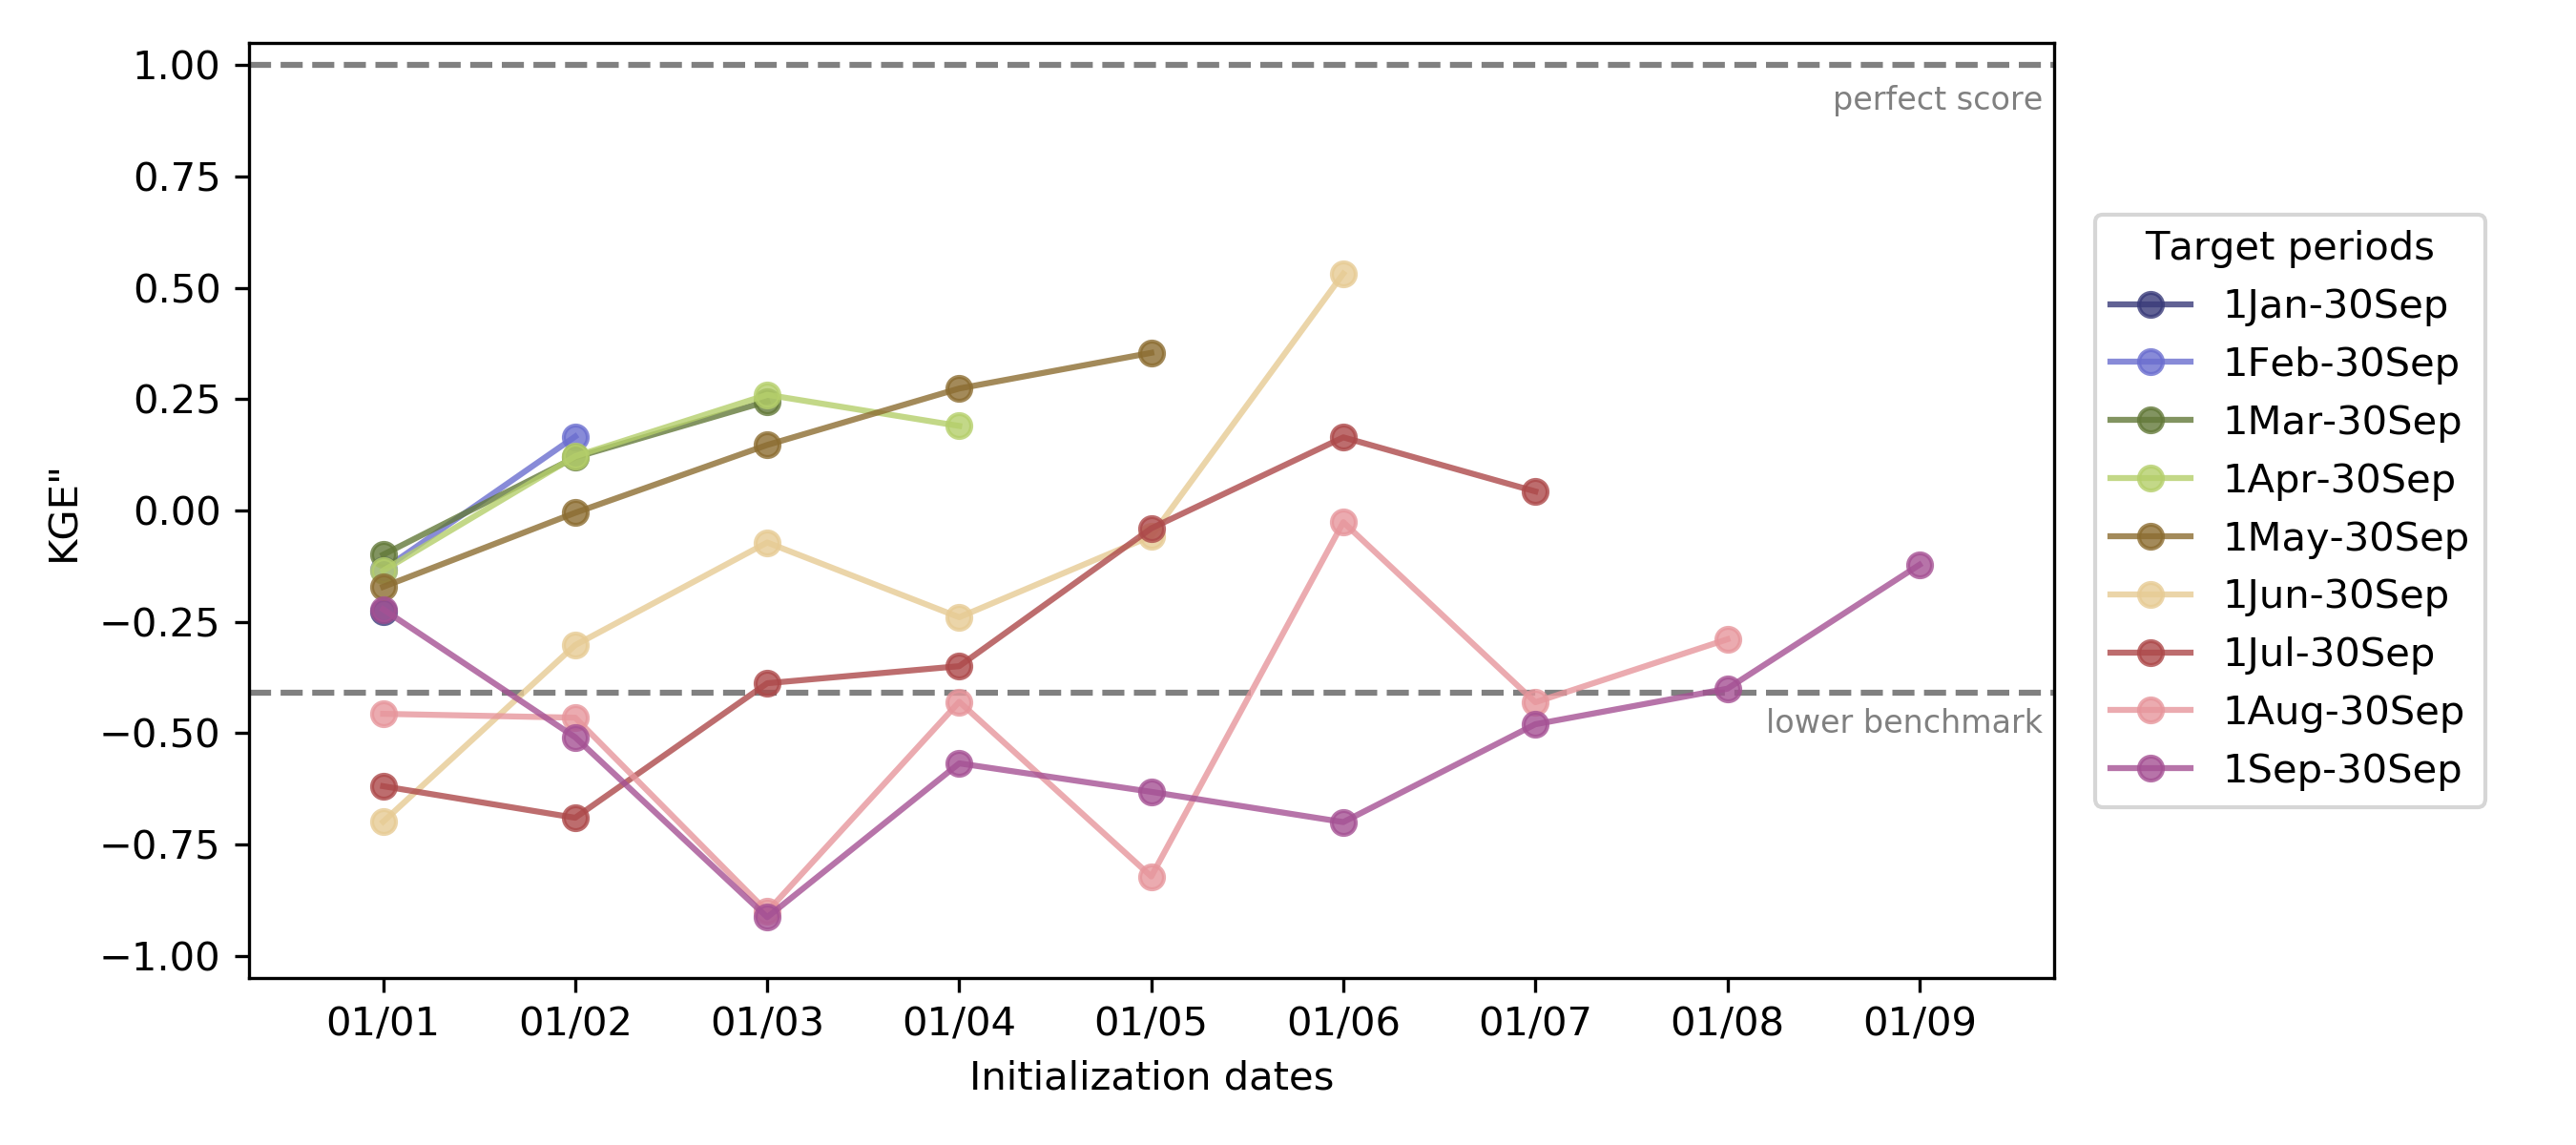 1.00
0.75
0.50
0.25
0.00
−0.25
−0.50
−0.75
−1.00
KGE"
perfect score
lower benchmark
01/01 01/02 01/03 01/04 01/05 01/06 01/07 01/08 01/09
Initialization dates
Target periods
1Jan-30Sep
1Feb-30Sep
1Mar-30Sep
1Apr-30Sep
1May-30Sep
1Jun-30Sep
1Jul-30Sep
1Aug-30Sep
1Sep-30Sep